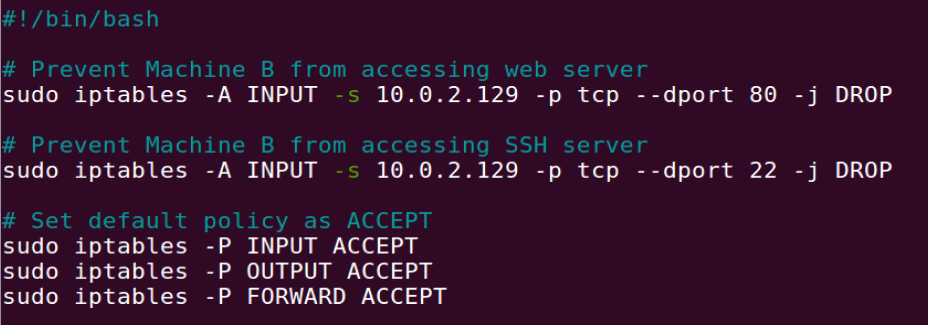 #!/bin/bash
# Prevent Machine B from accessing web server
sudo iptables -A INPUT -s 10.0.2.129 -p tcp --dport 80 -j DROP
# Prevent Machine B from accessing SSH server
sudo iptables -A INPUT -s 10.0.2.129 -p tcp --dport 22 -j DROP
# Set default policy as ACCEPT
sudo iptables -P INPUT ACCEPT
sudo iptables -P OUTPUT ACCEPT
sudo iptables -P FORWARD ACCEPT